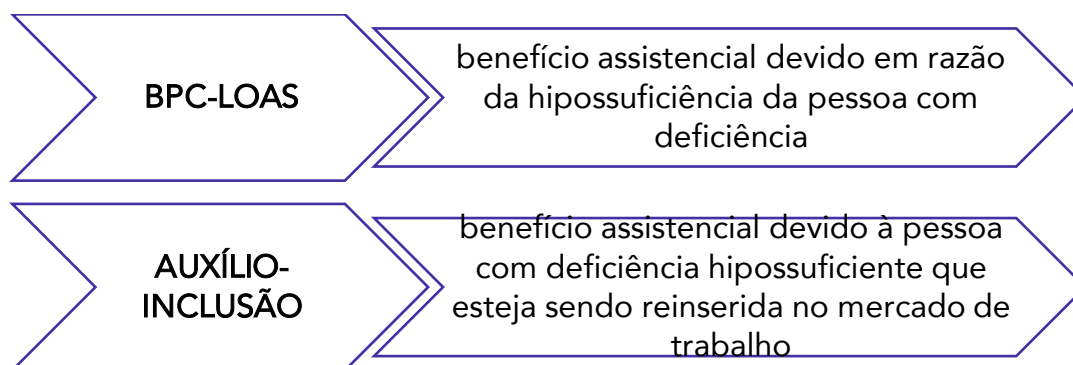 BPC-LOAS
benefício assistencial devido em razão
da hipossuficiência da pessoa com
deficiência
AUXÍLIO-
INCLUSÃO
benefício assistencial devido à pessoa
com deficiência hipossuficiente que
esteja sendo reinserida no mercado de
trabalho